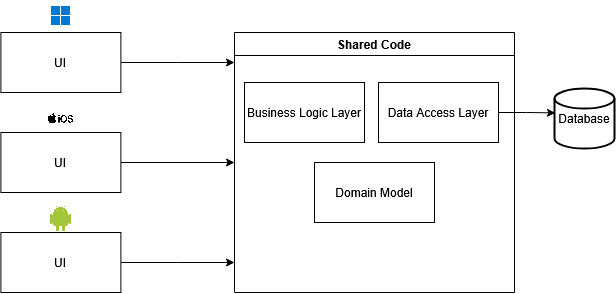 UI
iOS
UI
UI
Shared Code
Business Logic Layer
Data Access Layer
Domain Model
Database